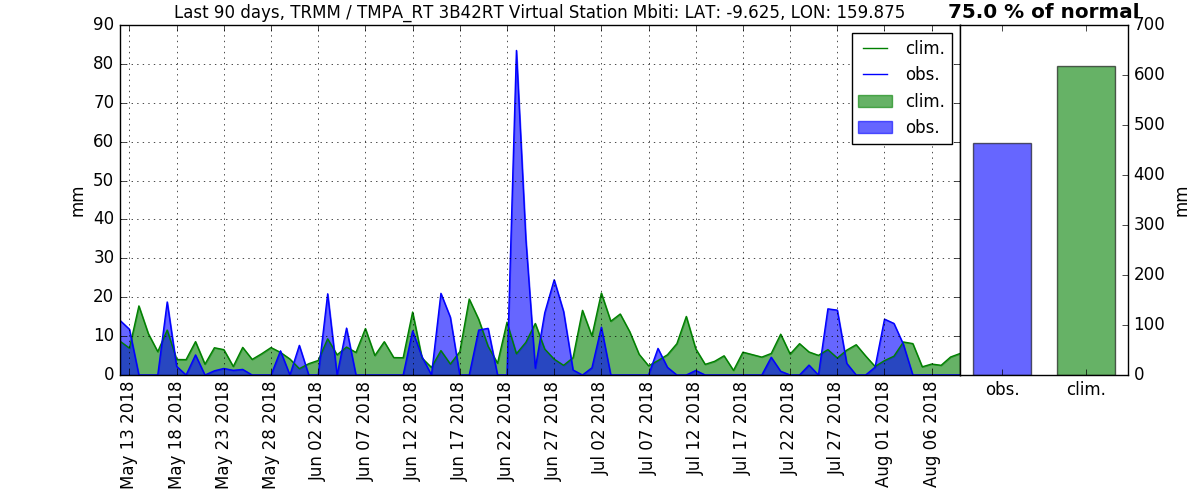 Last 90 days, TRMM / TMPA_RT 3B42RT Virtual Station Mbiti: LAT: -9.625, LON: 159.875
75.0 % of normal
90
80
70
60
50
40
30
20
10
0
mm
clim.
obs.
clim.
obs.
May 13 2018
May 18 2018
May 23 2018
May 28 2018
Jun 02 2018
Jun 07 2018
Jun 12 2018
Jun 17 2018
Jun 22 2018
Jun 27 2018
Jul 02 2018
Jul 07 2018
Jul 12 2018
Jul 17 2018
Jul 22 2018
Jul 27 2018
Aug 01 2018
Aug 06 2018
700
600
500
400
300
200
100
0
mm
obs.
clim.